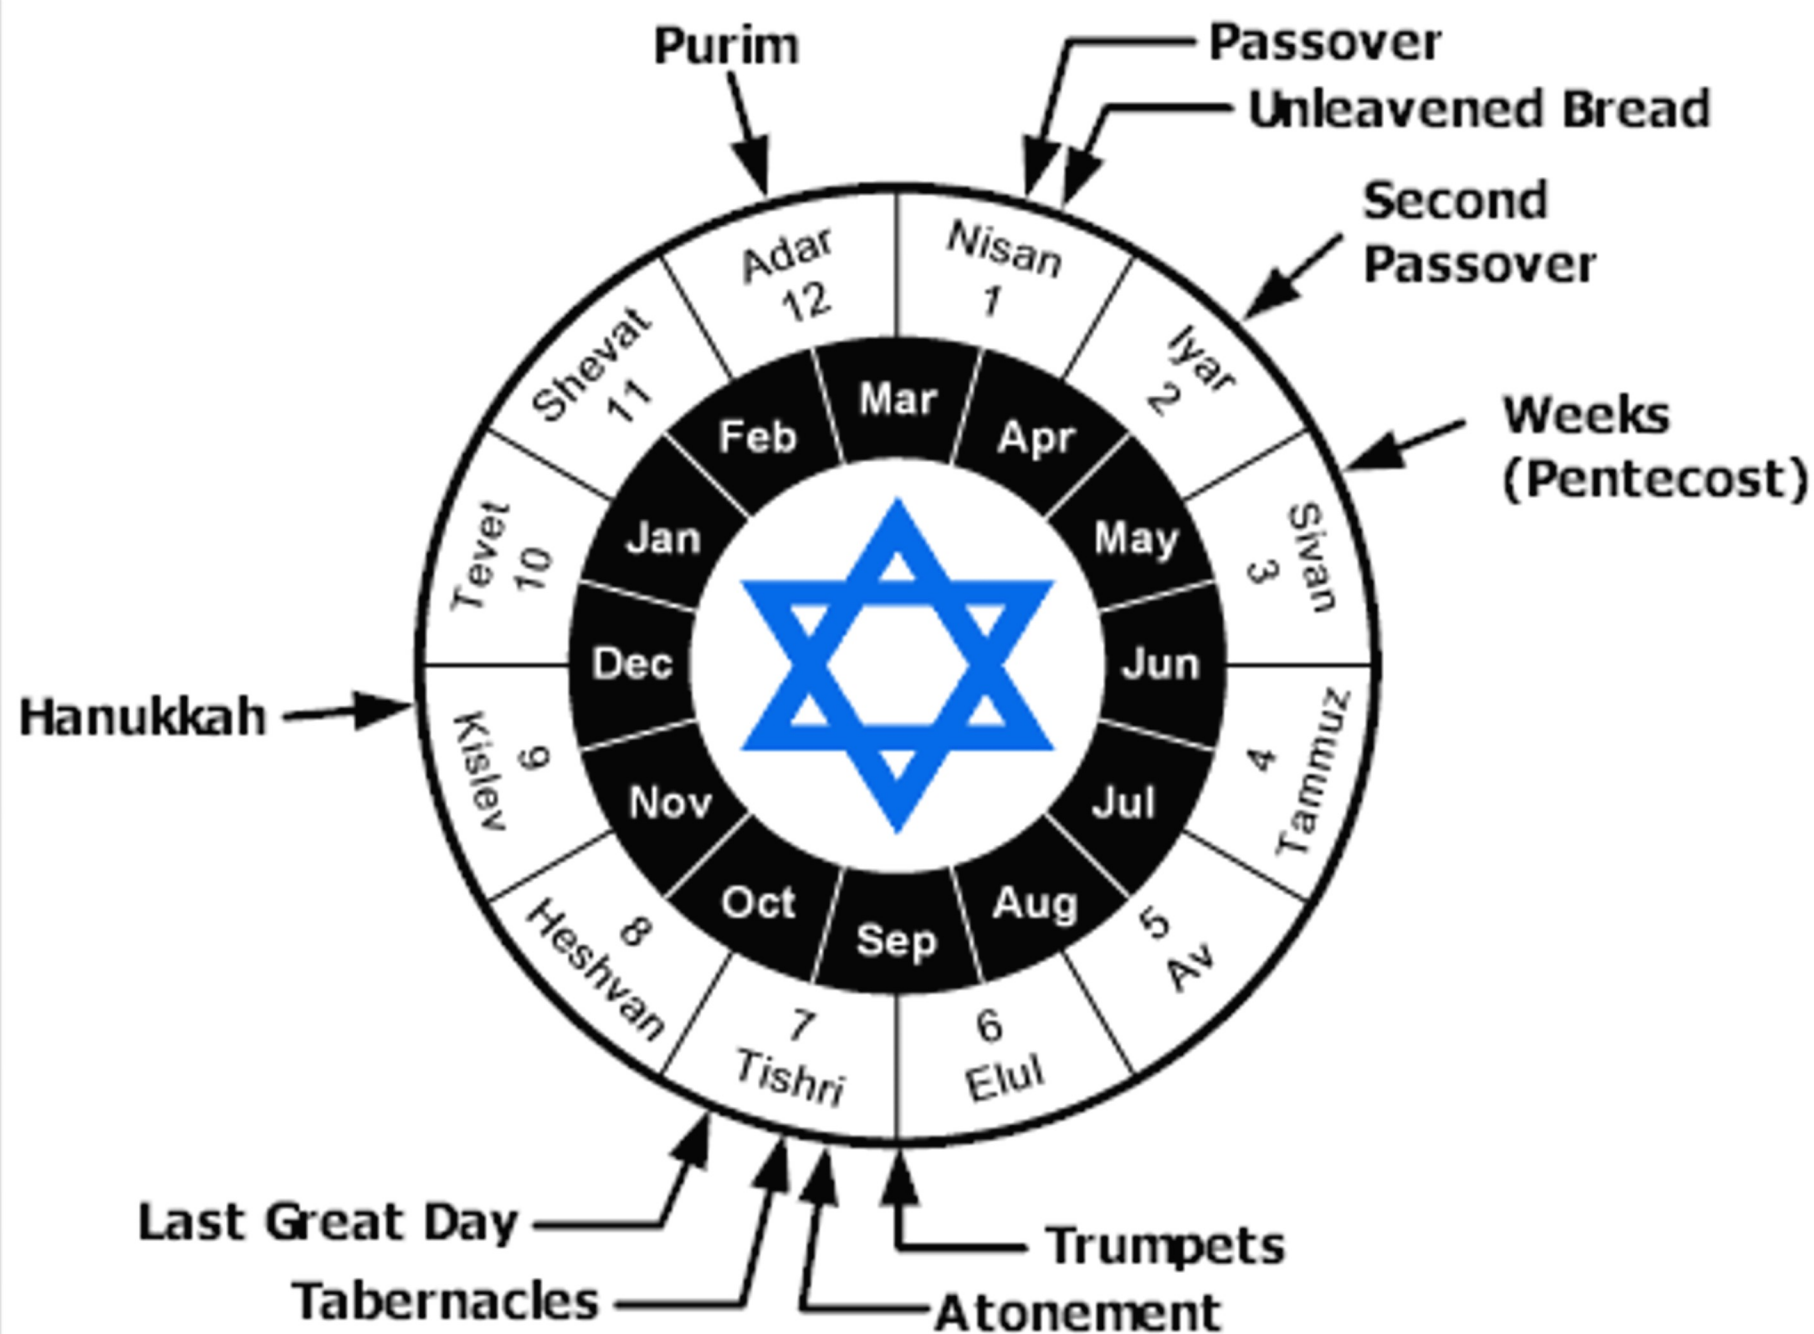 Purim
Passover
Unleavened Bread
Second
Passover
Weeks
(Pentecost)
Hanukkah
Last Great Day
Tabernacles
Atonement
Trumpets
Nisan
1
Iyar
2
Sivan
3
Tammuz
4
Av
5
Elul
6
Tishri
7
Heshvan
8
Kislev
9
Tevet
10
Shevat
11
Adar
12
Mar
Apr
May
Jun
Jul
Aug
Sep
Oct
Nov
Dec
Jan
Feb